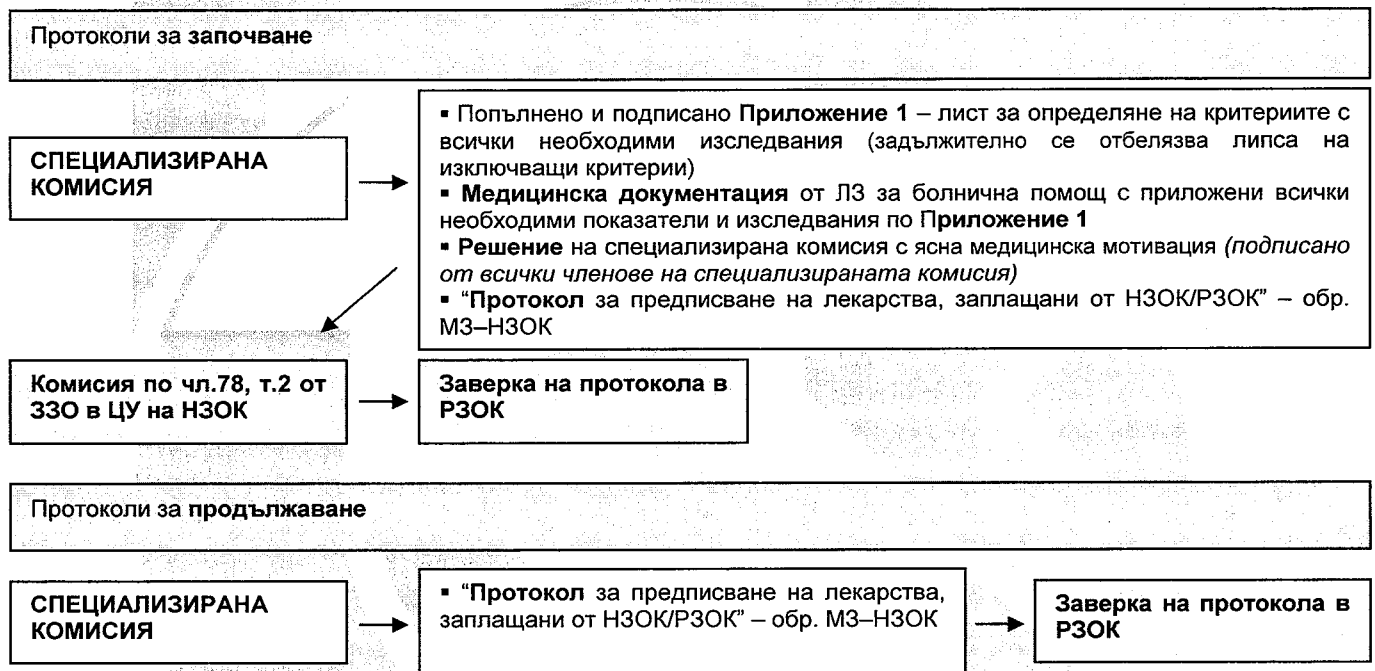 Протоколи за започване
СПЕЦИАЛИЗИРАНА
КОМИСИЯ
▪ Попълнено и подписано Приложение 1 – лист за определяне на критериите с
всички необходими изследвания (задължително се отбелязва липса на
изключващи критерии)
▪ Медицинска документация от ЛЗ за болнична помощ с приложени всички
необходими показатели и изследвания по Приложение 1
▪ Решение на специализирана комисия с ясна медицинска мотивация (подписано
от всички членове на специализираната комисия)
▪ "Протокол за предписване на лекарства, заплащани от НЗОК/РЗОК" – обр.
МЗ–НЗОК
Комисия по чл.78, т.2 от
ЗЗО в ЦУ на НЗОК
Заверка на протокола в
РЗОК
Протоколи за продължаване
СПЕЦИАЛИЗИРАНА
КОМИСИЯ
▪ "Протокол за предписване на лекарства,
заплащани от НЗОК/РЗОК" – обр. МЗ–НЗОК
Заверка на протокола в
РЗОК